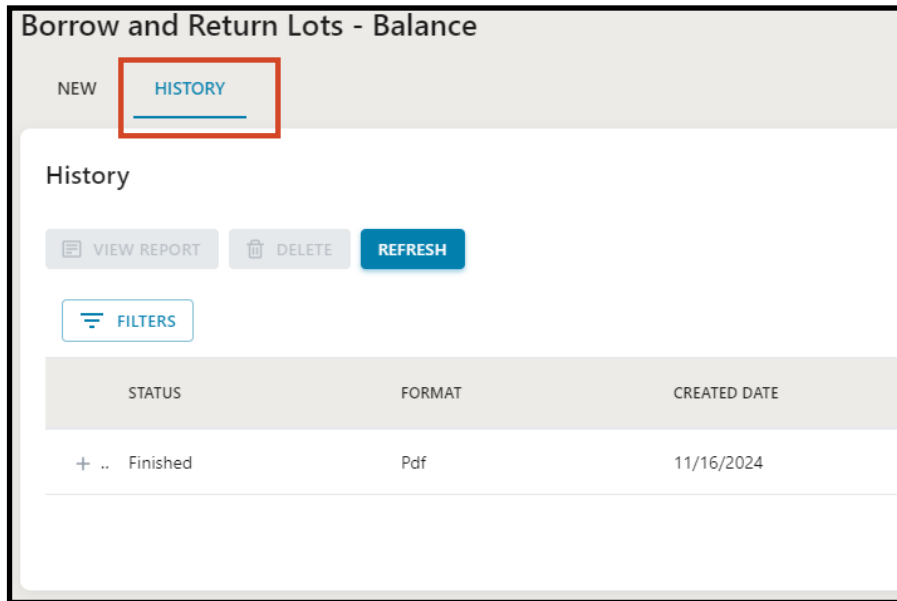 Borrow and Return Lots - Balance
NEW HISTORY
History
VIEW REPORT DELETE REFRESH
FILTERS
STATUS FORMAT CREATED DATE
+ .. Finished Pdf 11/16/2024